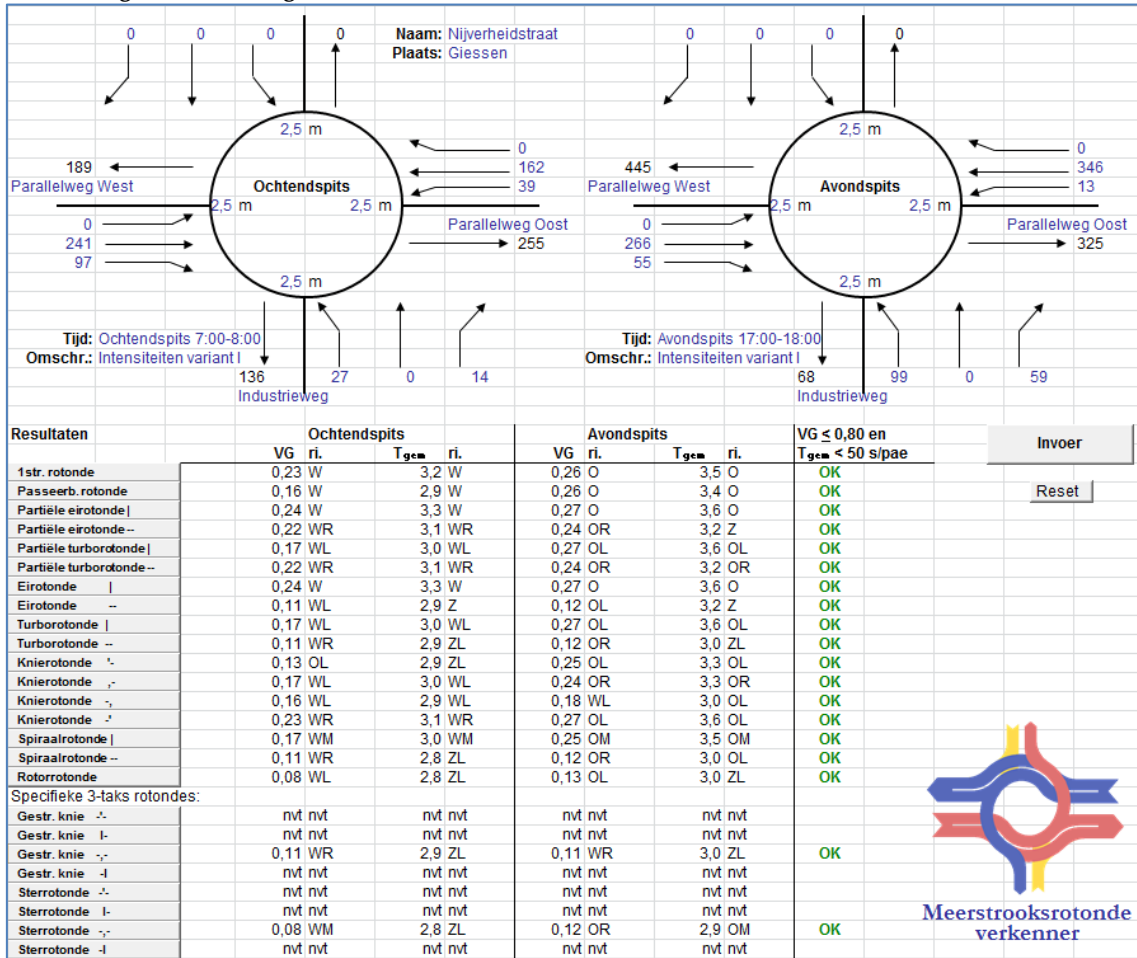 0 0 0 0 Naam: Nijverheidstraat 0 0 0 0
Plaats: Giessen
2,5 m 2,5 m
0 0
189 162 445 346
Parallelweg West Ochtendspits 39 Parallelweg West Avondspits 13
2,5 m 2,5 m 2,5 m 2,5 m
0 Parallelweg Oost 0 Parallelweg Oost
241 255 266 325
97 55
2,5 m 2,5 m
Tijd: Ochtendspits 7:00-8:00 Tijd: Avondspits 17:00-18:00
Omschr.: Intensiteiten variant I Omschr.: Intensiteiten variant I
136 27 0 14 68 99 0 59
Industrieweg Industrieweg
Resultaten Ochtendspits Avondspits VG ≤ 0,80 en Invoer
VG ri. Tgem ri. VG ri. Tgem ri. Tgem < 50 s/pae
1str. rotonde 0,23 W 3,2 W 0,26 O 3,5 O OK
Passeerb. rotonde 0,16 W 2,9 W 0,26 O 3,4 O OK Reset
Partiële eirotonde | 0,24 W 3,3 W 0,27 O 3,6 O OK
Partiële eirotonde -- 0,22 WR 3,1 WR 0,24 OR 3,2 Z OK
Partiële turborotonde | 0,17 WL 3,0 WL 0,27 OL 3,6 OL OK
Partiële turborotonde -- 0,22 WR 3,1 WR 0,24 OR 3,2 OR OK
Eirotonde | 0,24 W 3,3 W 0,27 O 3,6 O OK
Eirotonde -- 0,11 WL 2,9 Z 0,12 OL 3,2 Z OK
Turborotonde | 0,17 WL 3,0 WL 0,27 OL 3,6 OL OK
Turborotonde -- 0,11 WR 2,9 ZL 0,12 OR 3,0 ZL OK
Knierotonde '- 0,13 OL 2,9 ZL 0,25 OL 3,3 OL OK
Knierotonde ,- 0,17 WL 3,0 WL 0,24 OR 3,3 OR OK
Knierotonde -, 0,16 WL 2,9 WL 0,18 WL 3,0 OL OK
Knierotonde -' 0,23 WR 3,1 WR 0,27 OL 3,6 OL OK
Spiraalrotonde | 0,17 WM 3,0 WM 0,25 OM 3,5 OM OK
Spiraalrotonde -- 0,11 WR 2,8 ZL 0,12 OR 3,0 OL OK
Rotorrotonde 0,08 WL 2,8 ZL 0,13 OL 3,0 ZL OK
Specifieke 3-taks rotondes:
Gestr. knie -'- nvt nvt nvt nvt nvt nvt nvt nvt
Gestr. knie I- nvt nvt nvt nvt nvt nvt nvt nvt
Gestr. knie -,- 0,11 WR 2,9 ZL 0,11 WR 3,0 ZL OK
Gestr. knie -I nvt nvt nvt nvt nvt nvt nvt nvt
Sterrotonde -'- nvt nvt nvt nvt nvt nvt nvt nvt
Sterrotonde I- nvt nvt nvt nvt nvt nvt nvt nvt
Sterrotonde -,- 0,08 WM 2,8 ZL 0,12 OR 2,9 OM OK
Sterrotonde -I nvt nvt nvt nvt nvt nvt nvt nvt
Meerstrooksrotonde
verkenner